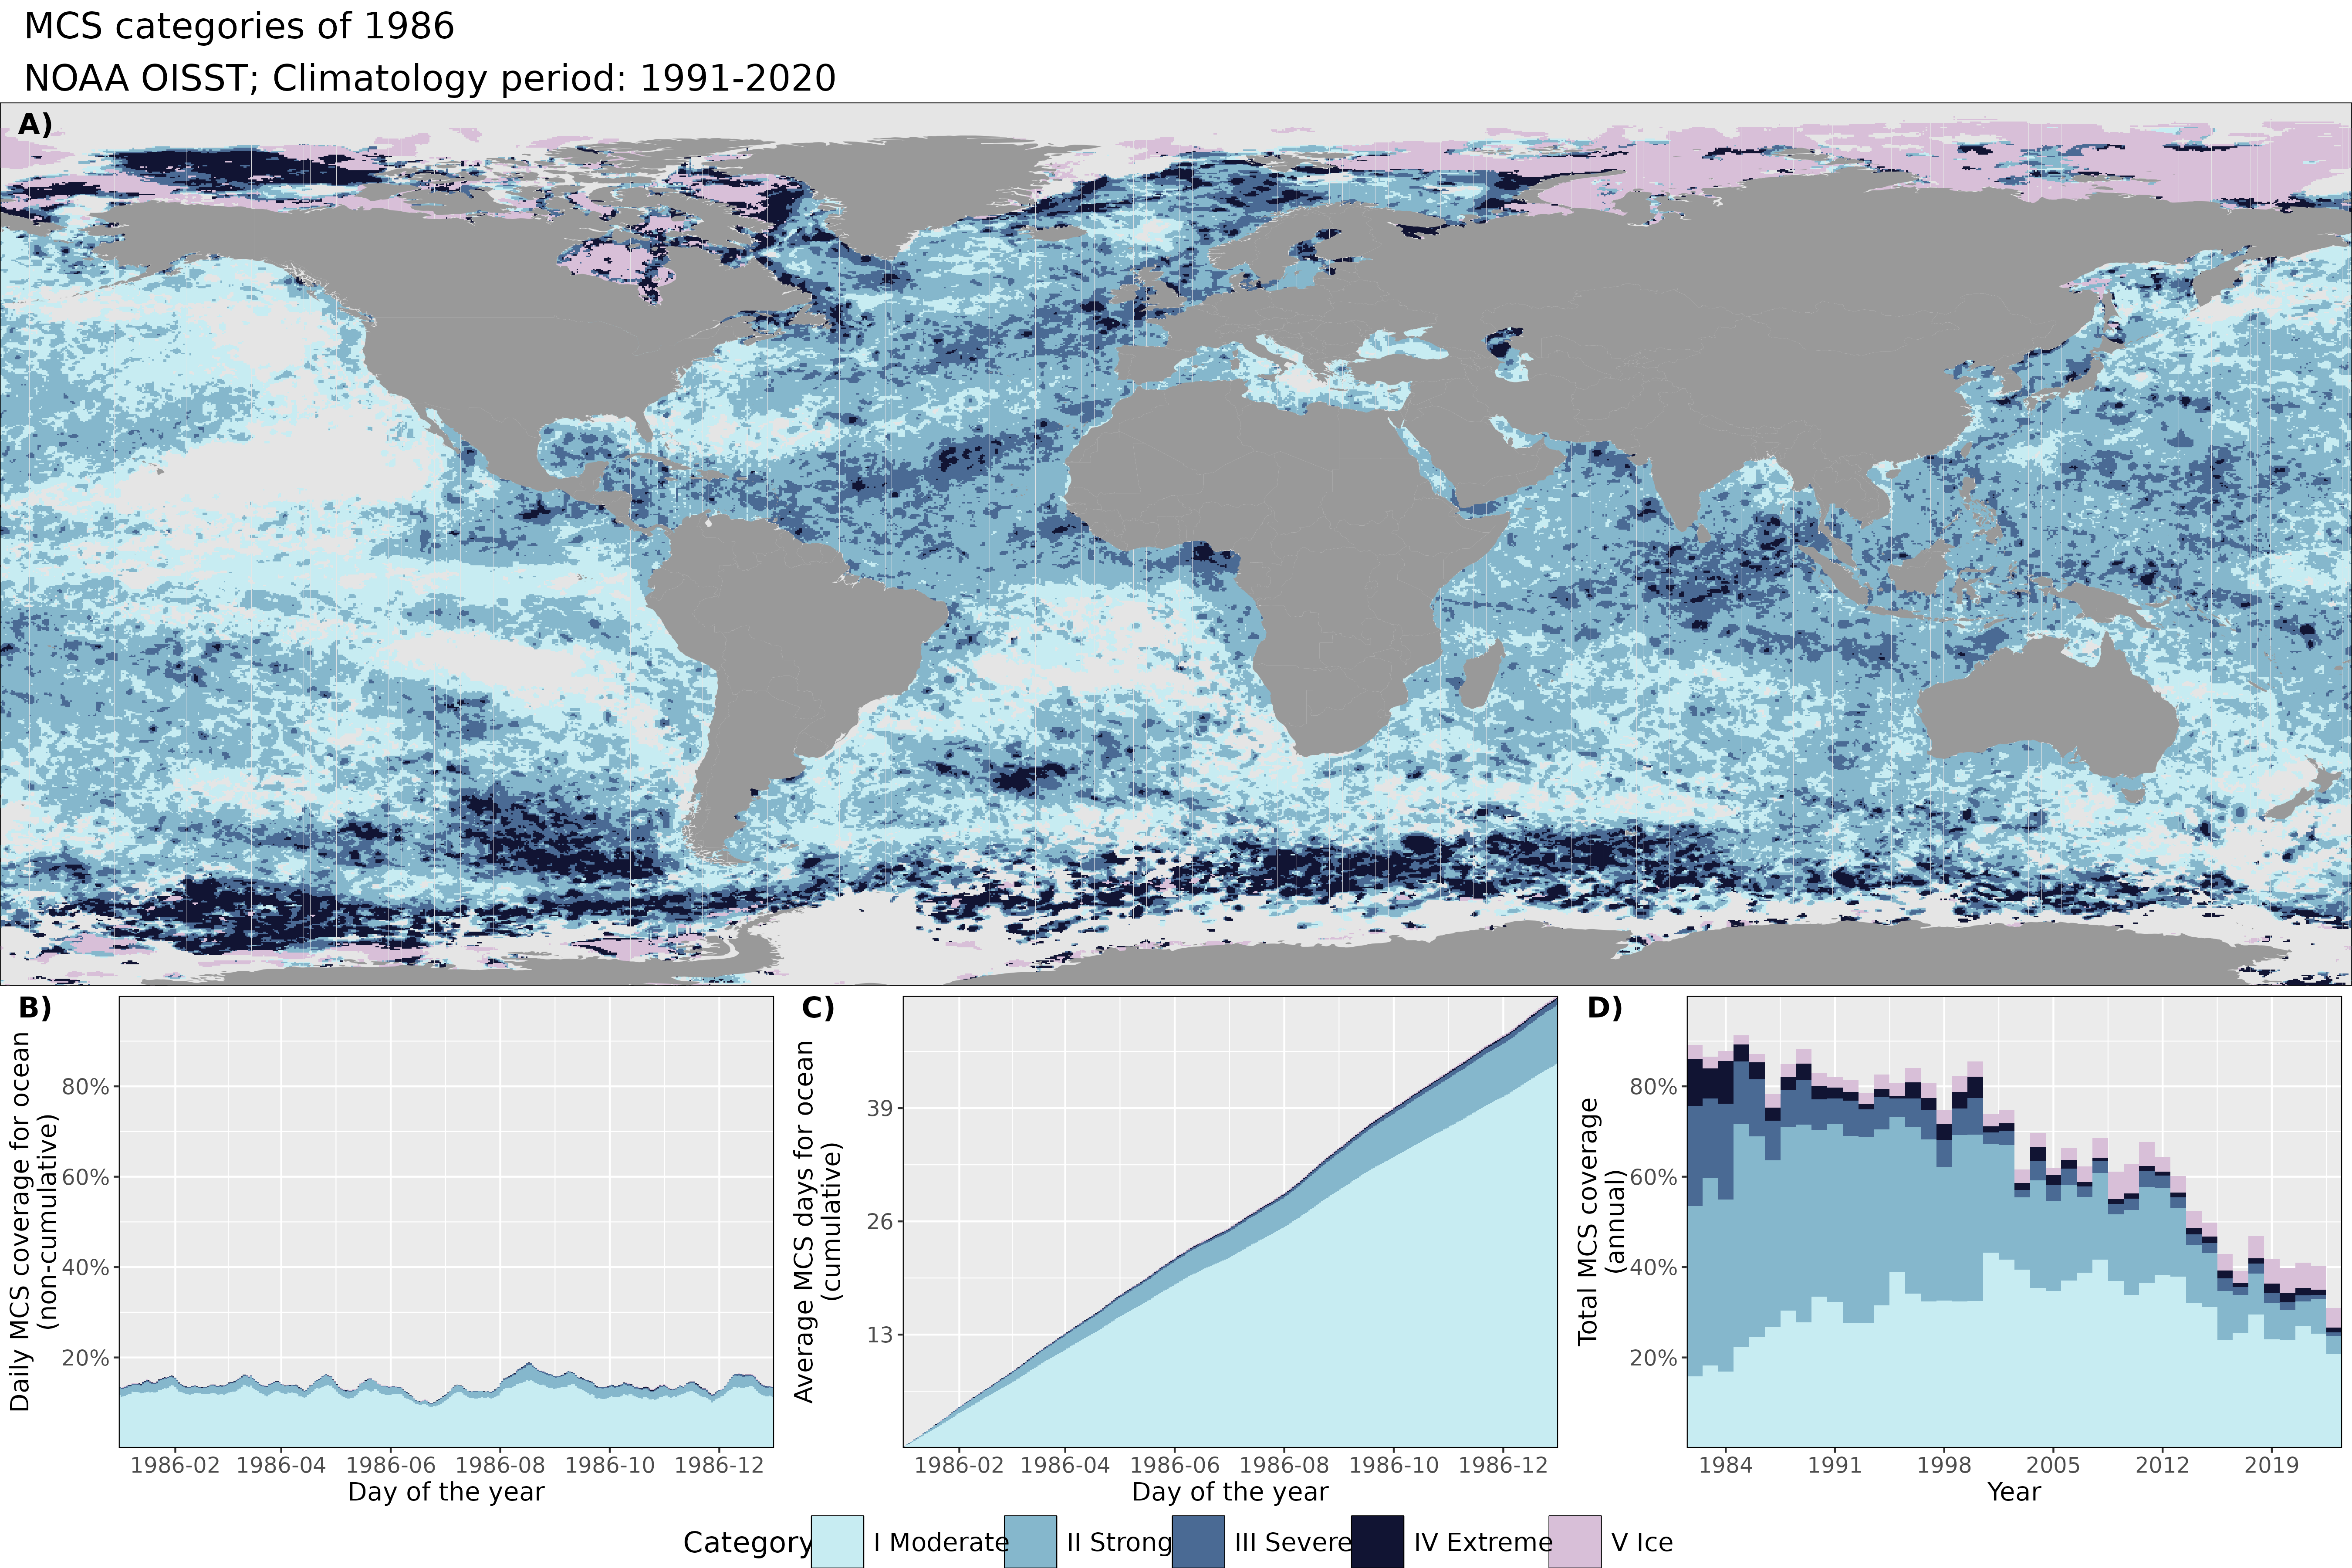 MCS categories of 1986
NOAA OISST; Climatology period: 1991-2020
A)
B)
Daily MCS coverage for ocean
(non-cumulative)
80%
60%
40%
20%
1986-02 1986-04 1986-06 1986-08 1986-10 1986-12
Day of the year
C)
Average MCS days for ocean
(cumulative)
39
26
13
1986-02 1986-04 1986-06 1986-08 1986-10 1986-12
Day of the year
D)
Total MCS coverage
(annual)
80%
60%
40%
20%
1984 1991 1998 2005 2012 2019
Year
Category I Moderate II Strong III Severe IV Extreme V Ice